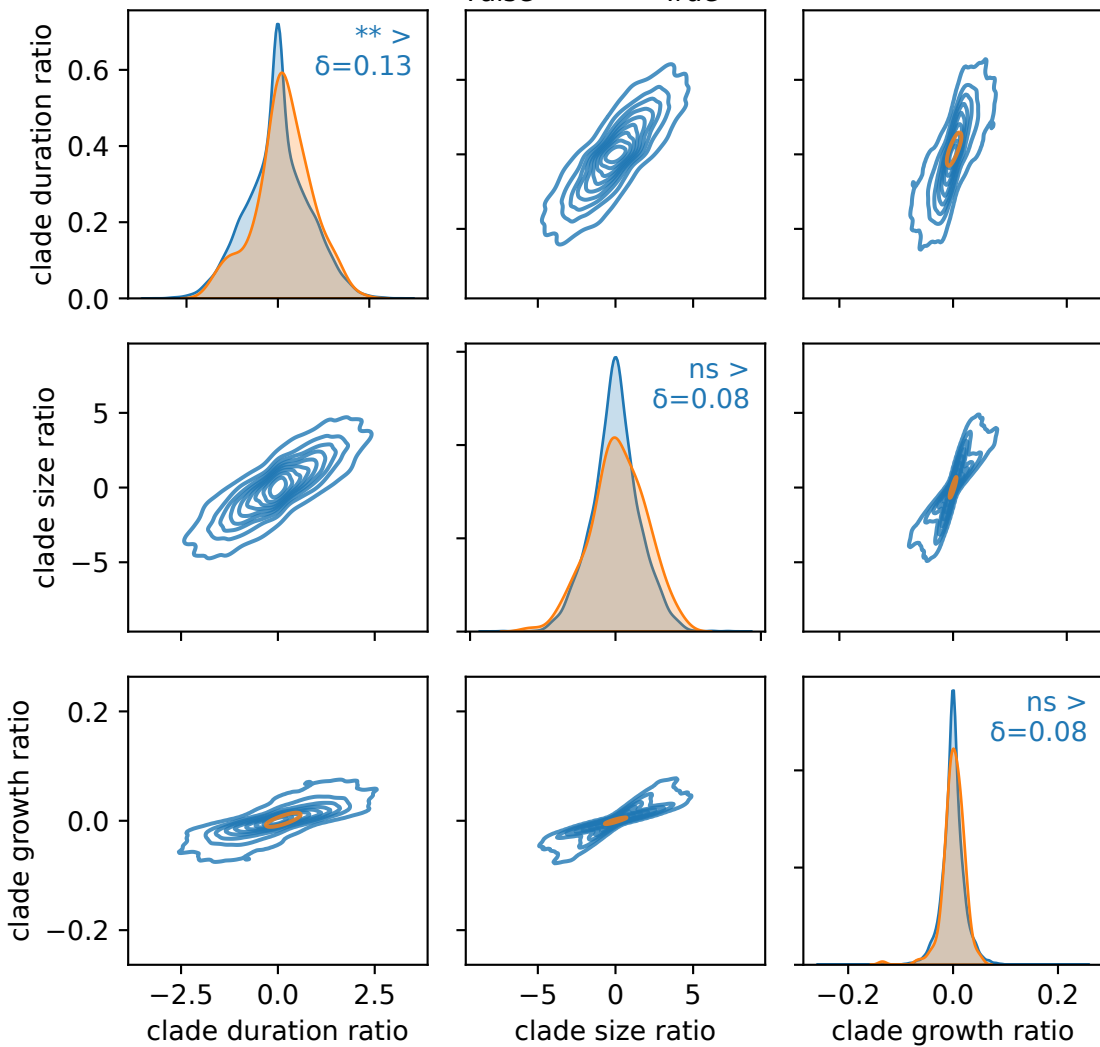 ** >
δ=0.13
clade duration ratio
0.6
0.4
0.2
0.0
ns >
δ=0.08
clade size ratio
5
0
−5
ns >
δ=0.08
clade growth ratio
0.2
0.0
−0.2
−2.5 0.0 2.5
−5 0 5
−0.2 0.0 0.2
clade duration ratio
clade size ratio
clade growth ratio